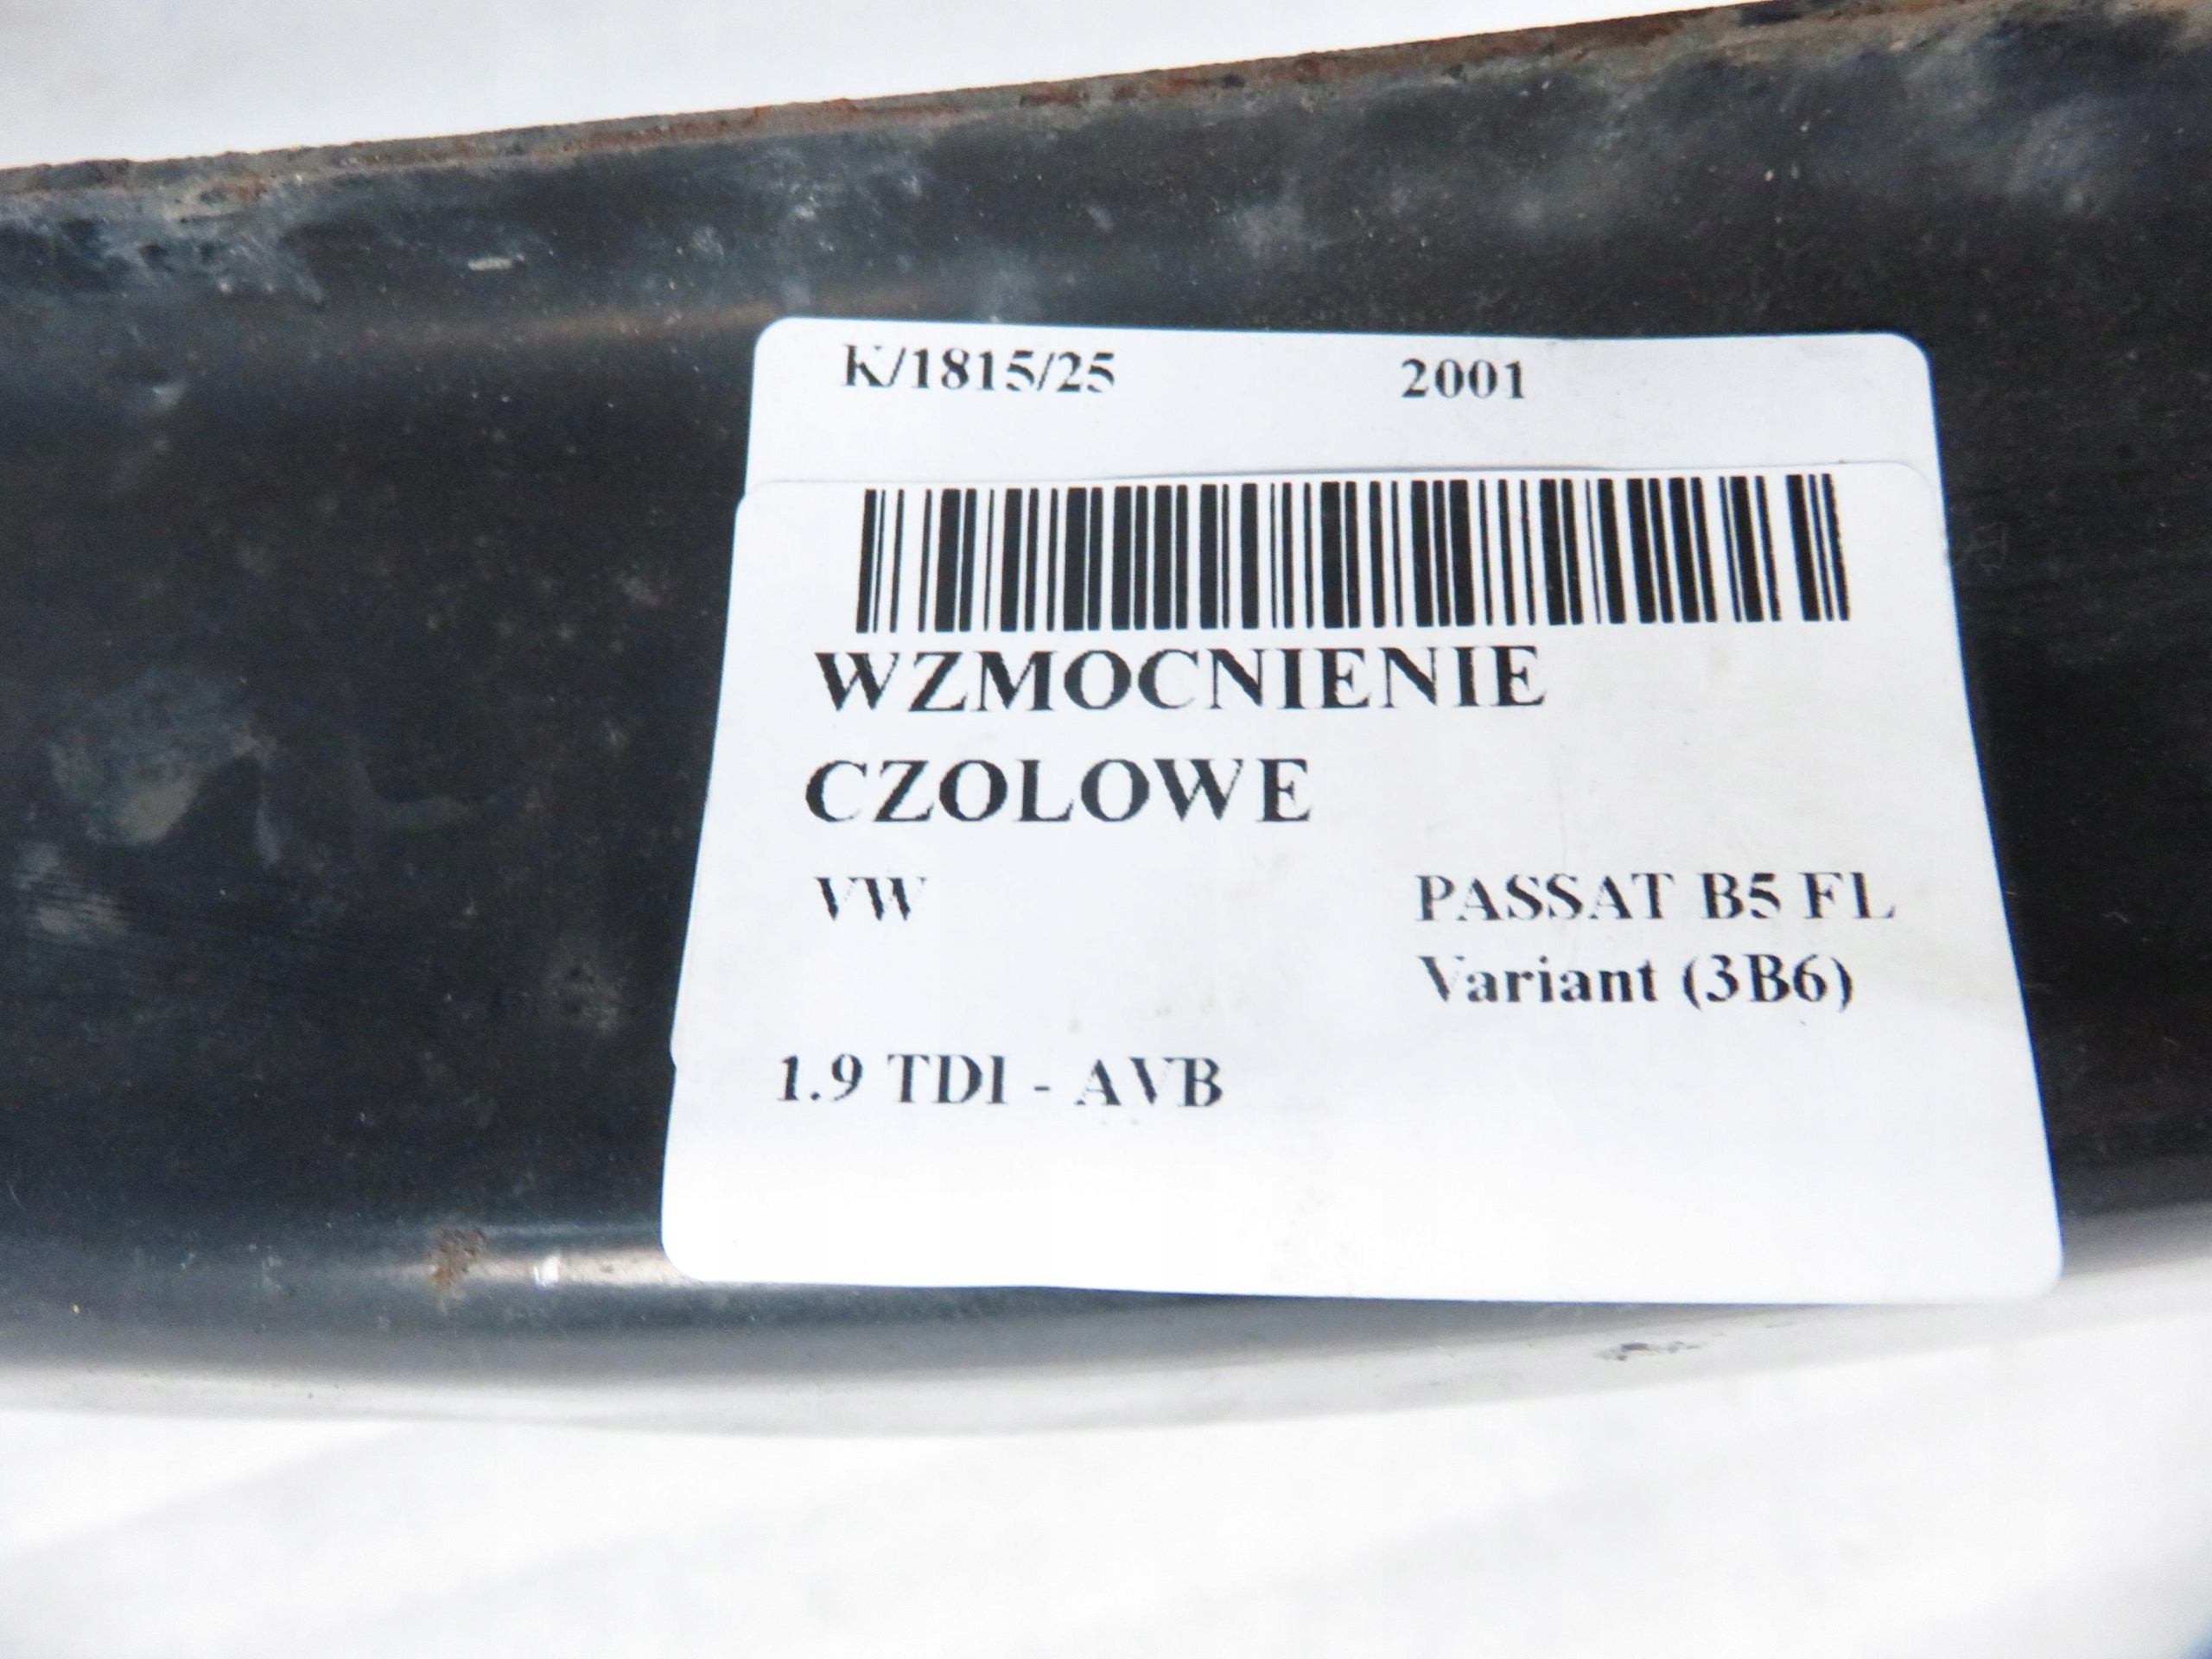 K/1815/25 2001
WZMOCNIENIE
CZOLOWE
VW PASSAT B5 FL
Variant (3B6)
1.9 TDI - AVB